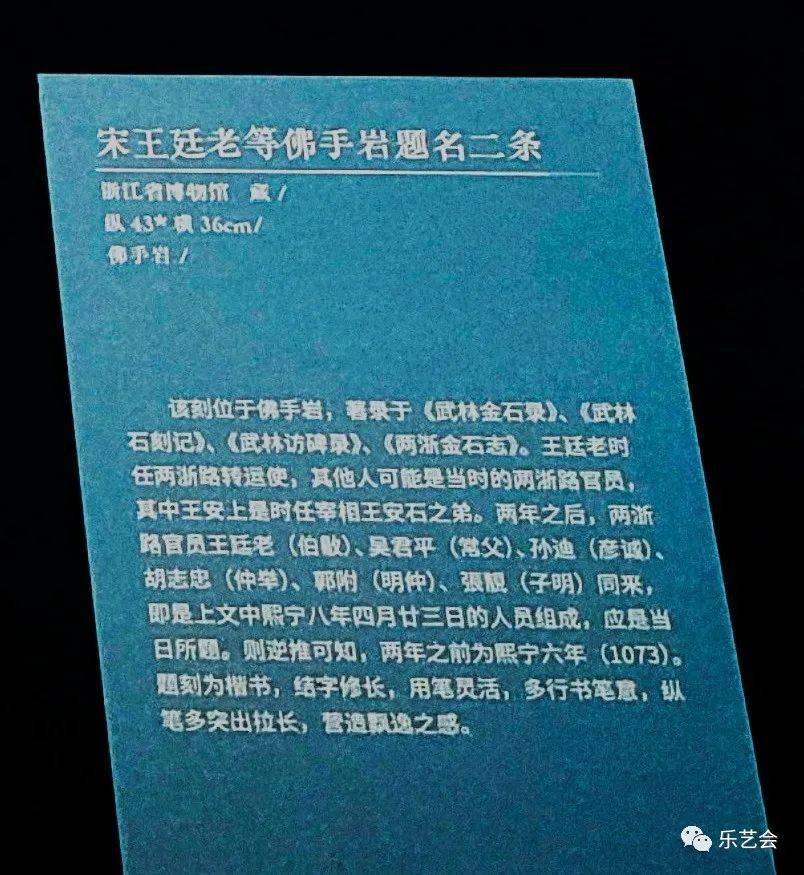 宋王廷老等佛手岩题名二条
浙江省博物馆 藏 /
纵 43* 横 36cm/
佛手岩 /
该刻位于佛手岩，著录于《武林金石录》、《武林
石刻记》、《武林访碑录》、《两浙金石志》。王廷老时
任两浙路转运使，其他人可能是当时的两浙路官员，
其中王安上是时任宰相王安石之弟。两年之后，两浙
路官员王廷老（伯敭）、吴君平（常父）、孙迪（彦诚）、
胡志忠（仲举）、郭附（明仲）、張靓（子明）同来，
即是上文中熙宁八年四月廿三日的人员组成，应是当
日所题。则逆推可知，两年之前为熙宁六年（1073）。
题刻为楷书，结字修长，用笔灵活，多行书笔意，纵
笔多突出拉长，营造飘逸之感。
乐艺会